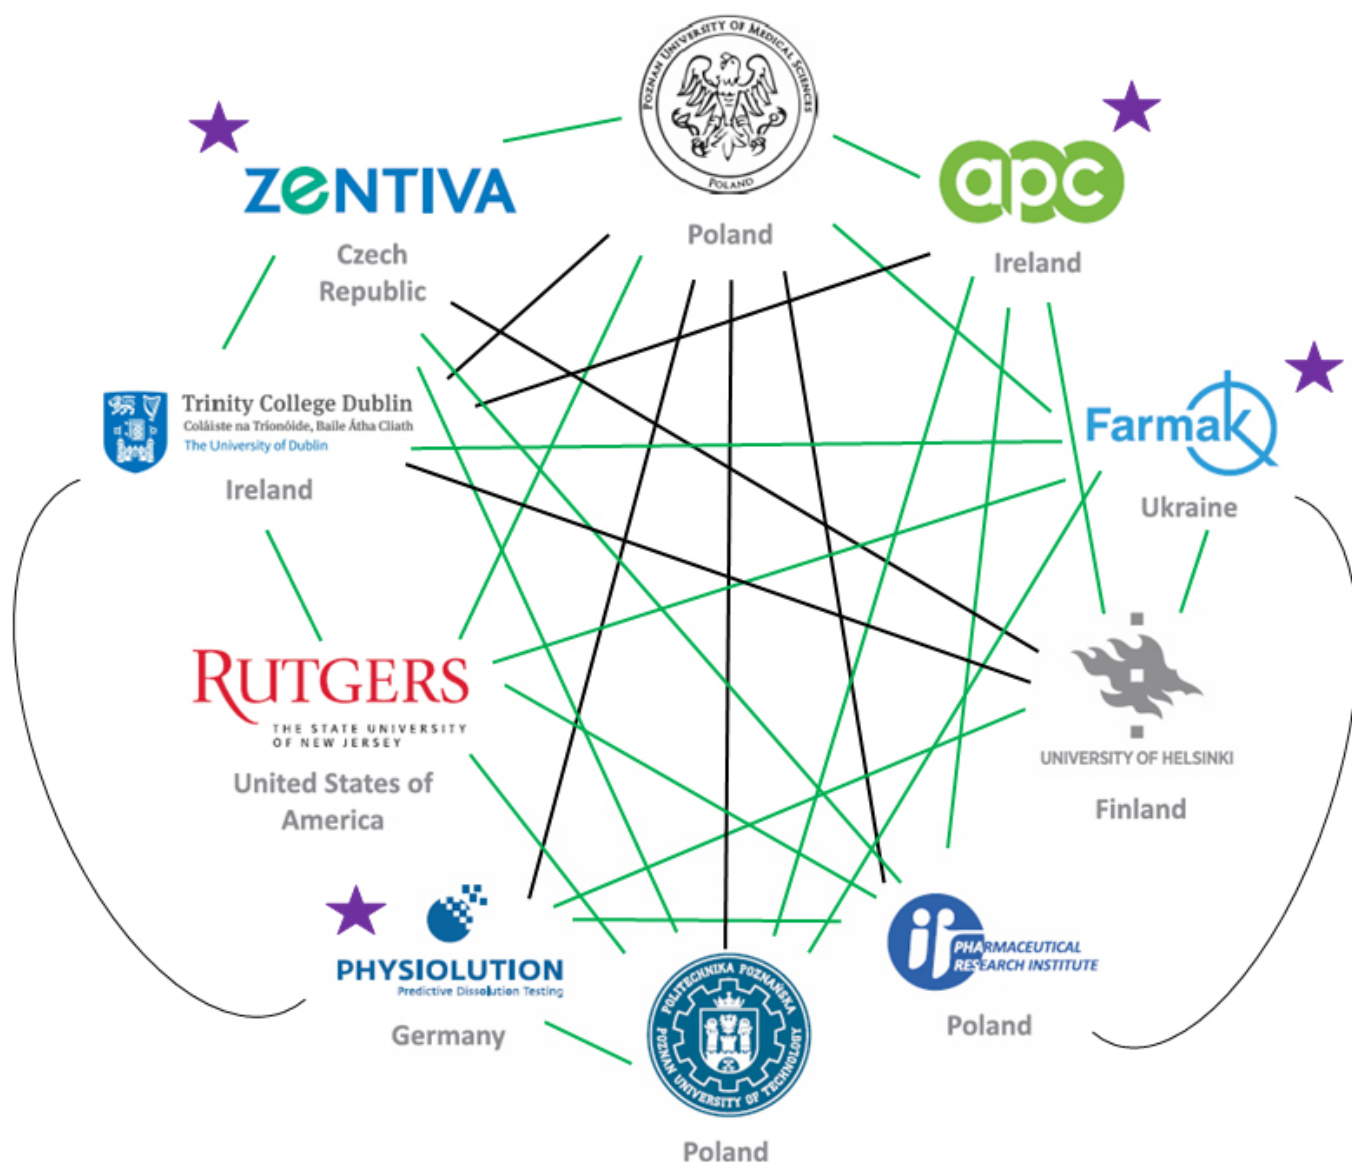 POZNAN UNIVERSITY OF MEDICAL SCIENCES
POLAND
Poland
apc
Ireland
ZENTIVA
Czech
Republic
Farmak
Ukraine
Trinity College Dublin
Coláiste na Tríonóide, Baile Átha Cliath
The University of Dublin
Ireland
RUTGERS
THE STATE UNIVERSITY
OF NEW JERSEY
United States of
America
UNIVERSITY OF HELSINKI
Finland
PHYSIOLUTION
Predictive Dissolution Testing
Germany
POLITECHNIKA POZNAŃSKA
POZNAN UNIVERSITY OF TECHNOLOGY
Poland
if
PHARMACEUTICAL
RESEARCH INSTITUTE
Poland